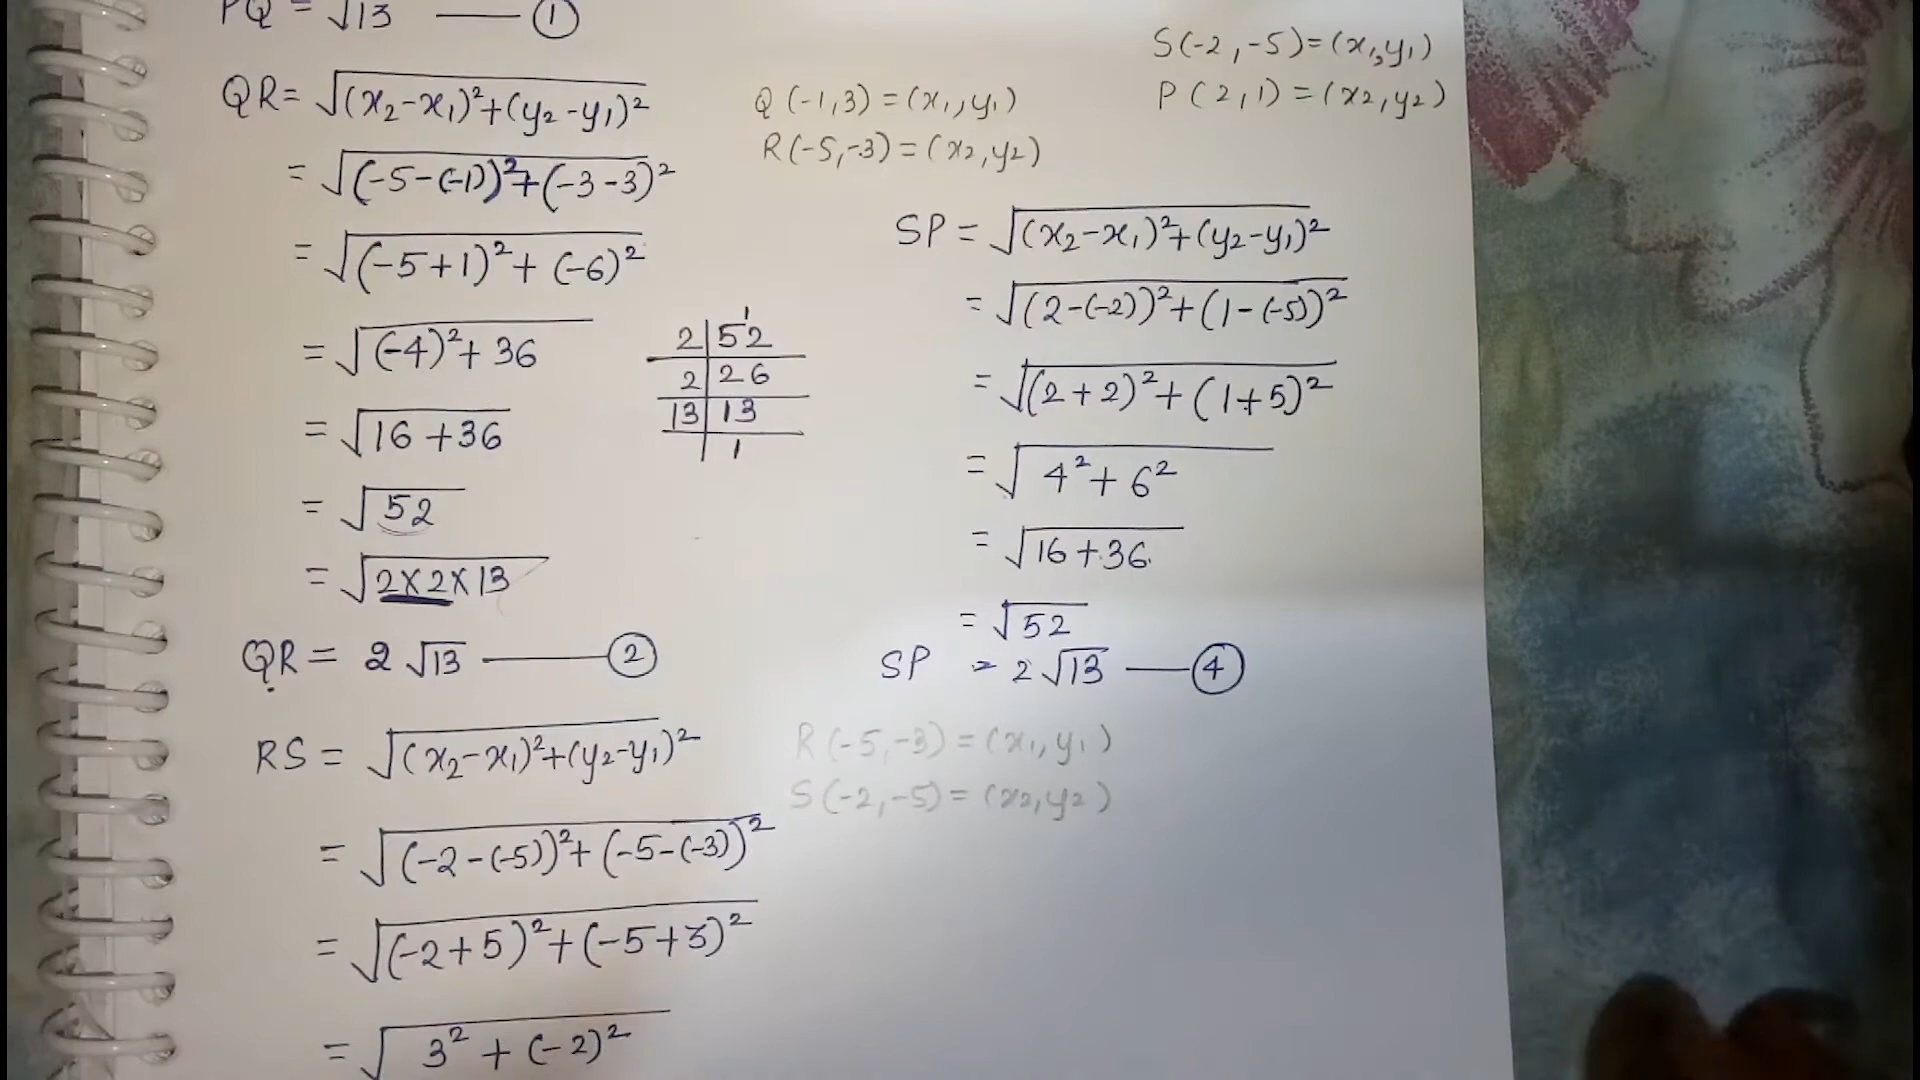 PQ = √13 —— ①
QR = √(x₂-x₁)²+(y₂-y₁)²
= √(-5-(-1))²+(-3-3)²
= √(-5+1)²+(-6)²
= √(-4)²+36
= √16+36
= √52
= √2×2×13
QR = 2√13 —— ②
RS = √(x₂-x₁)²+(y₂-y₁)²
= √(-2-(-5))²+(-5-(-3))²
= √(-2+5)²+(-5+3)²
= √3²+(-2)²
Q(-1,3)=(x₁,y₁)
R(-5,-3)=(x₂,y₂)
2|52
2|26
13|13
|1
S(-2,-5)=(x₁,y₁)
P(2,1)=(x₂,y₂)
SP = √(x₂-x₁)²+(y₂-y₁)²
= √(2-(-2))²+(1-(-5))²
= √(2+2)²+(1+5)²
= √4²+6²
= √16+36
= √52
SP = 2√13 —— ④
R(-5,-3)=(x₁,y₁)
S(-2,-5)=(x₂,y₂)